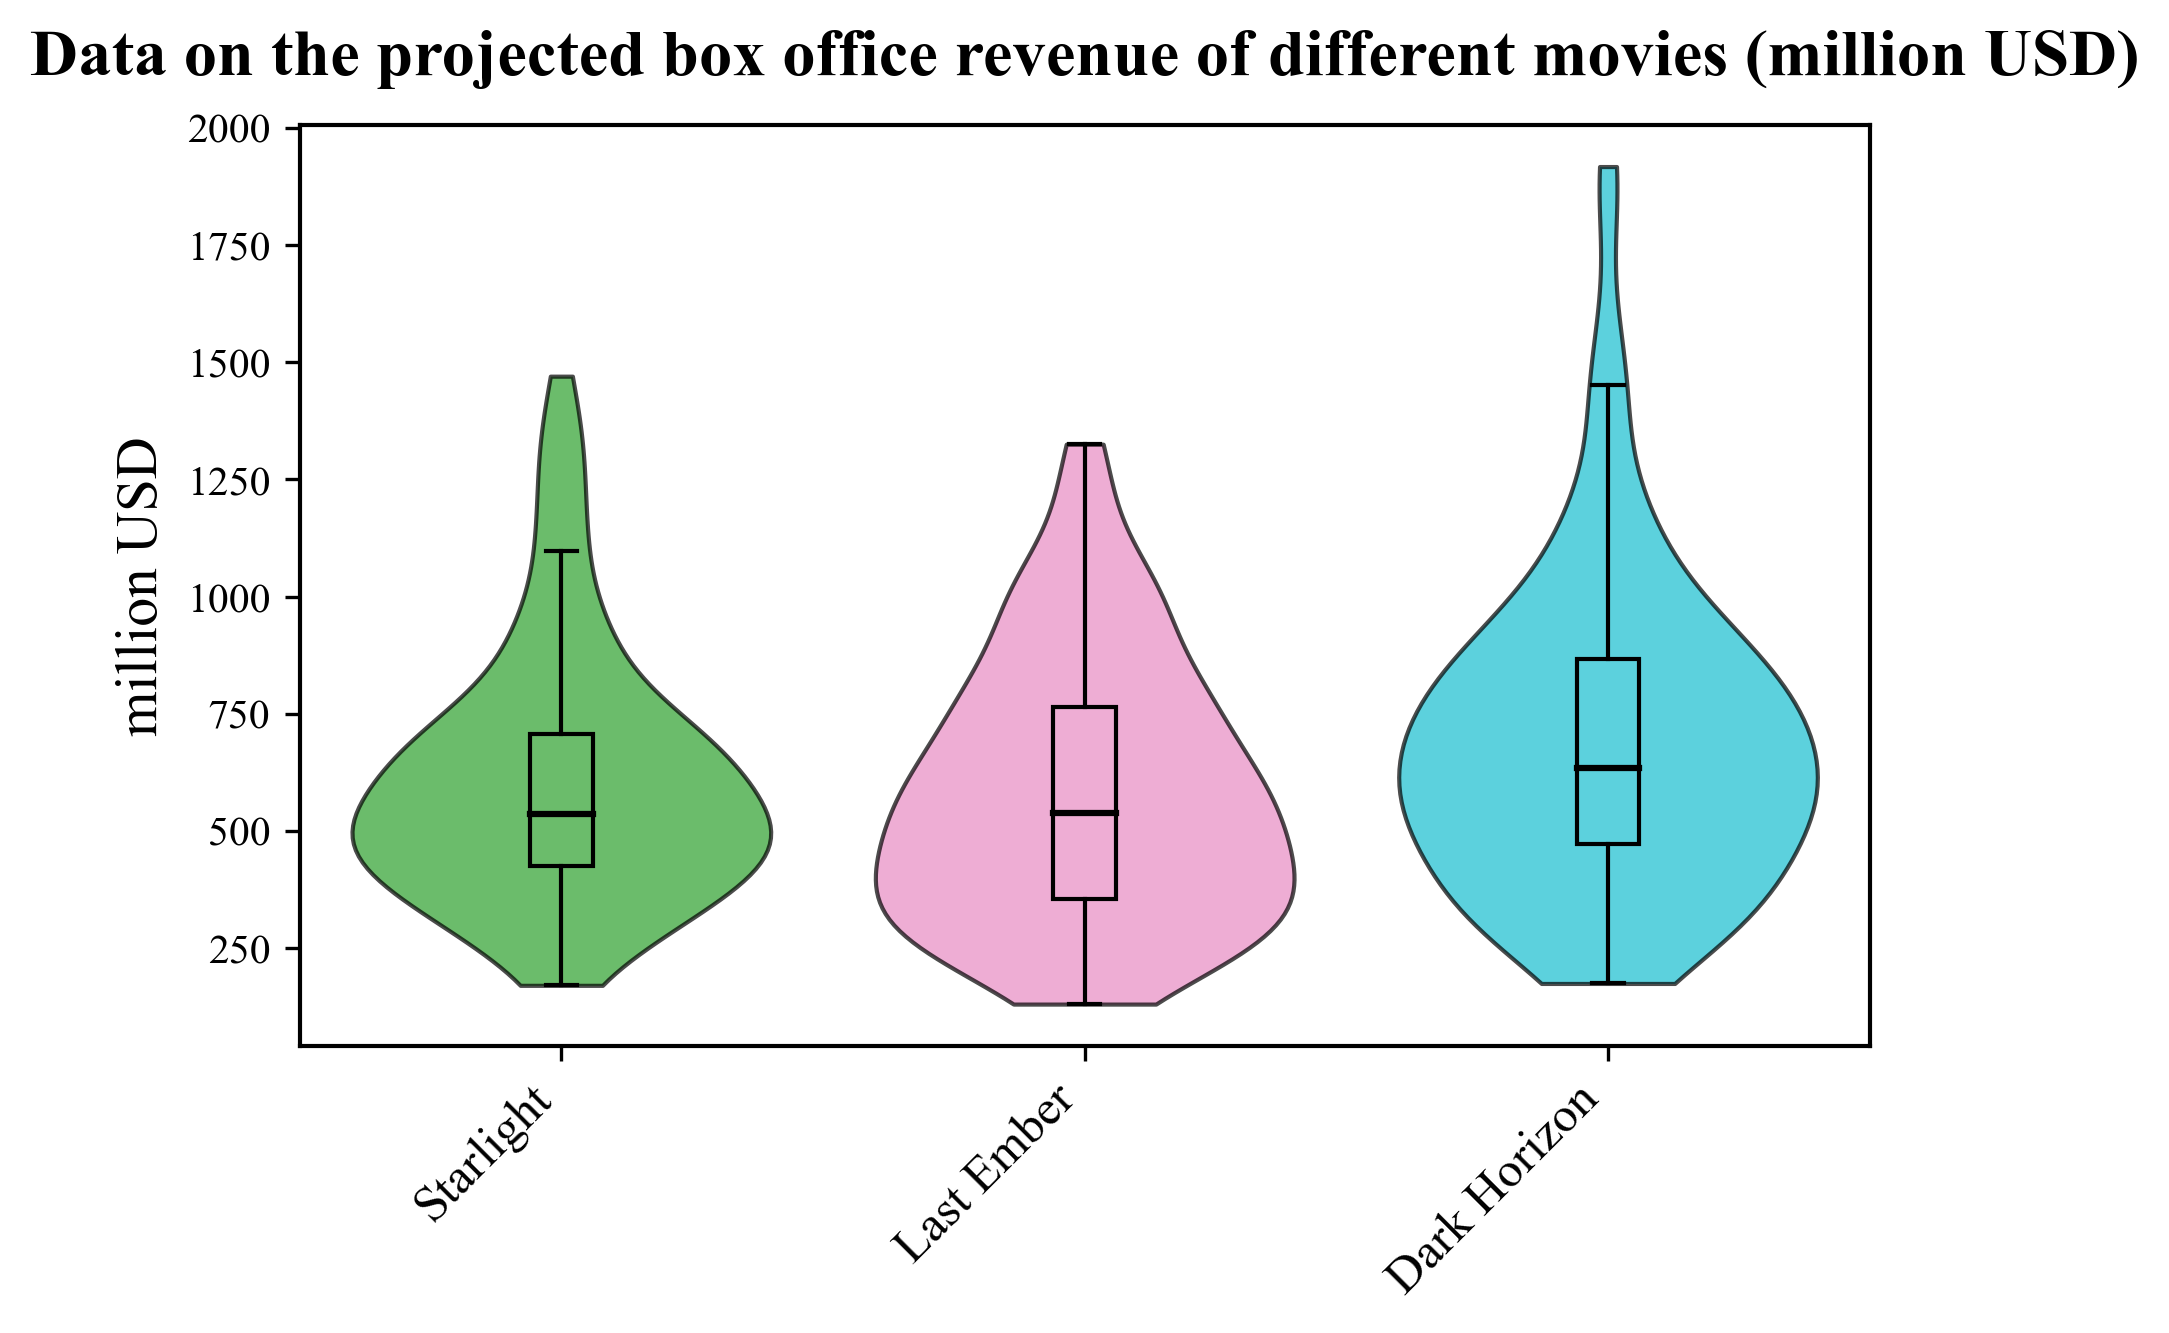 Data on the projected box office revenue of different movies (million USD)
2000
1750
1500
1250
1000
750
500
250
million USD
Starlight
Last Ember
Dark Horizon